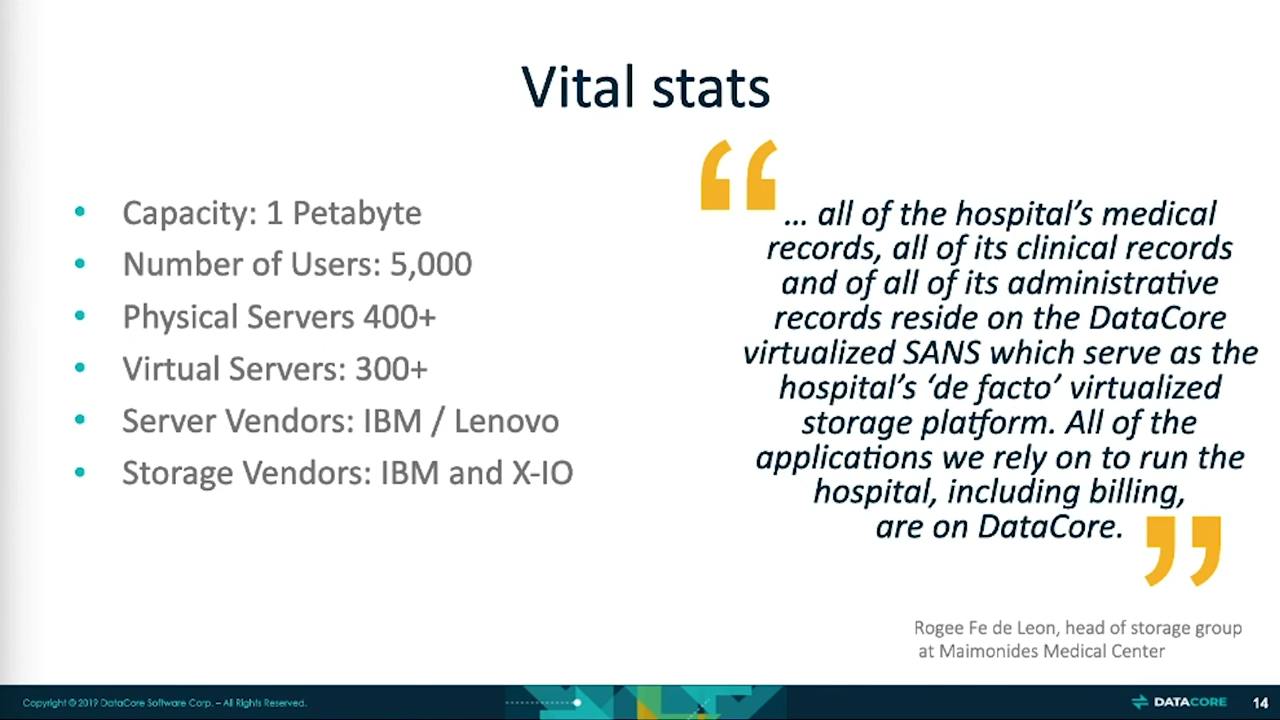 Vital stats
• Capacity: 1 Petabyte
• Number of Users: 5,000
• Physical Servers 400+
• Virtual Servers: 300+
• Server Vendors: IBM / Lenovo
• Storage Vendors: IBM and X-IO
“
… all of the hospital’s medical
records, all of its clinical records
and of all of its administrative
records reside on the DataCore
virtualized SANS which serve as the
hospital’s ‘de facto’ virtualized
storage platform. All of the
applications we rely on to run the
hospital, including billing,
are on DataCore.
”
Rogee Fe de Leon, head of storage group
at Maimonides Medical Center
Copyright © 2019 DataCore Software Corp. – All Rights Reserved.
DATACORE
14